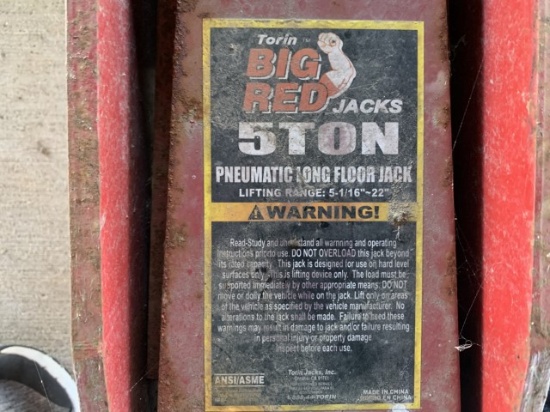 Torin
BIG
RED JACKS
5 TON
PNEUMATIC LONG FLOOR JACK
LIFTING RANGE: 5-1/16"~22"
WARNING!
Read-Study and understand all warnning and operating
instructions prior to use. DO NOT OVERLOAD this jack beyond
its rated capacity. This jack is designed for use on hard level
surfaces only. This is lifting device only. The load must be
supported immediately by other appropriate means. DO NOT
move or dolly the vehicle while on the jack. Lift only on areas
of the vehicle as specified by the vehicle manufacturer. No
alterations to the jack shall be made. Failure to heed these
warnings may result in damage to jack and/or failure resulting
in personal injury or property damage.
Inspect before each use.
Torin Jacks, Inc.
ANSI/ASME
MADE IN CHINA